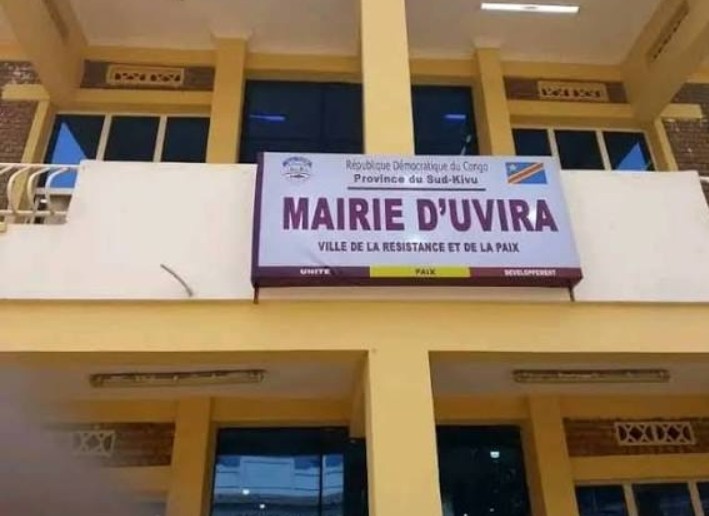 République Démocratique du Congo
Province du Sud-Kivu
MAIRIE D'UVIRA
VILLE DE LA RESISTANCE ET DE LA PAIX
UNITE PAIX DEVELOPPEMENT